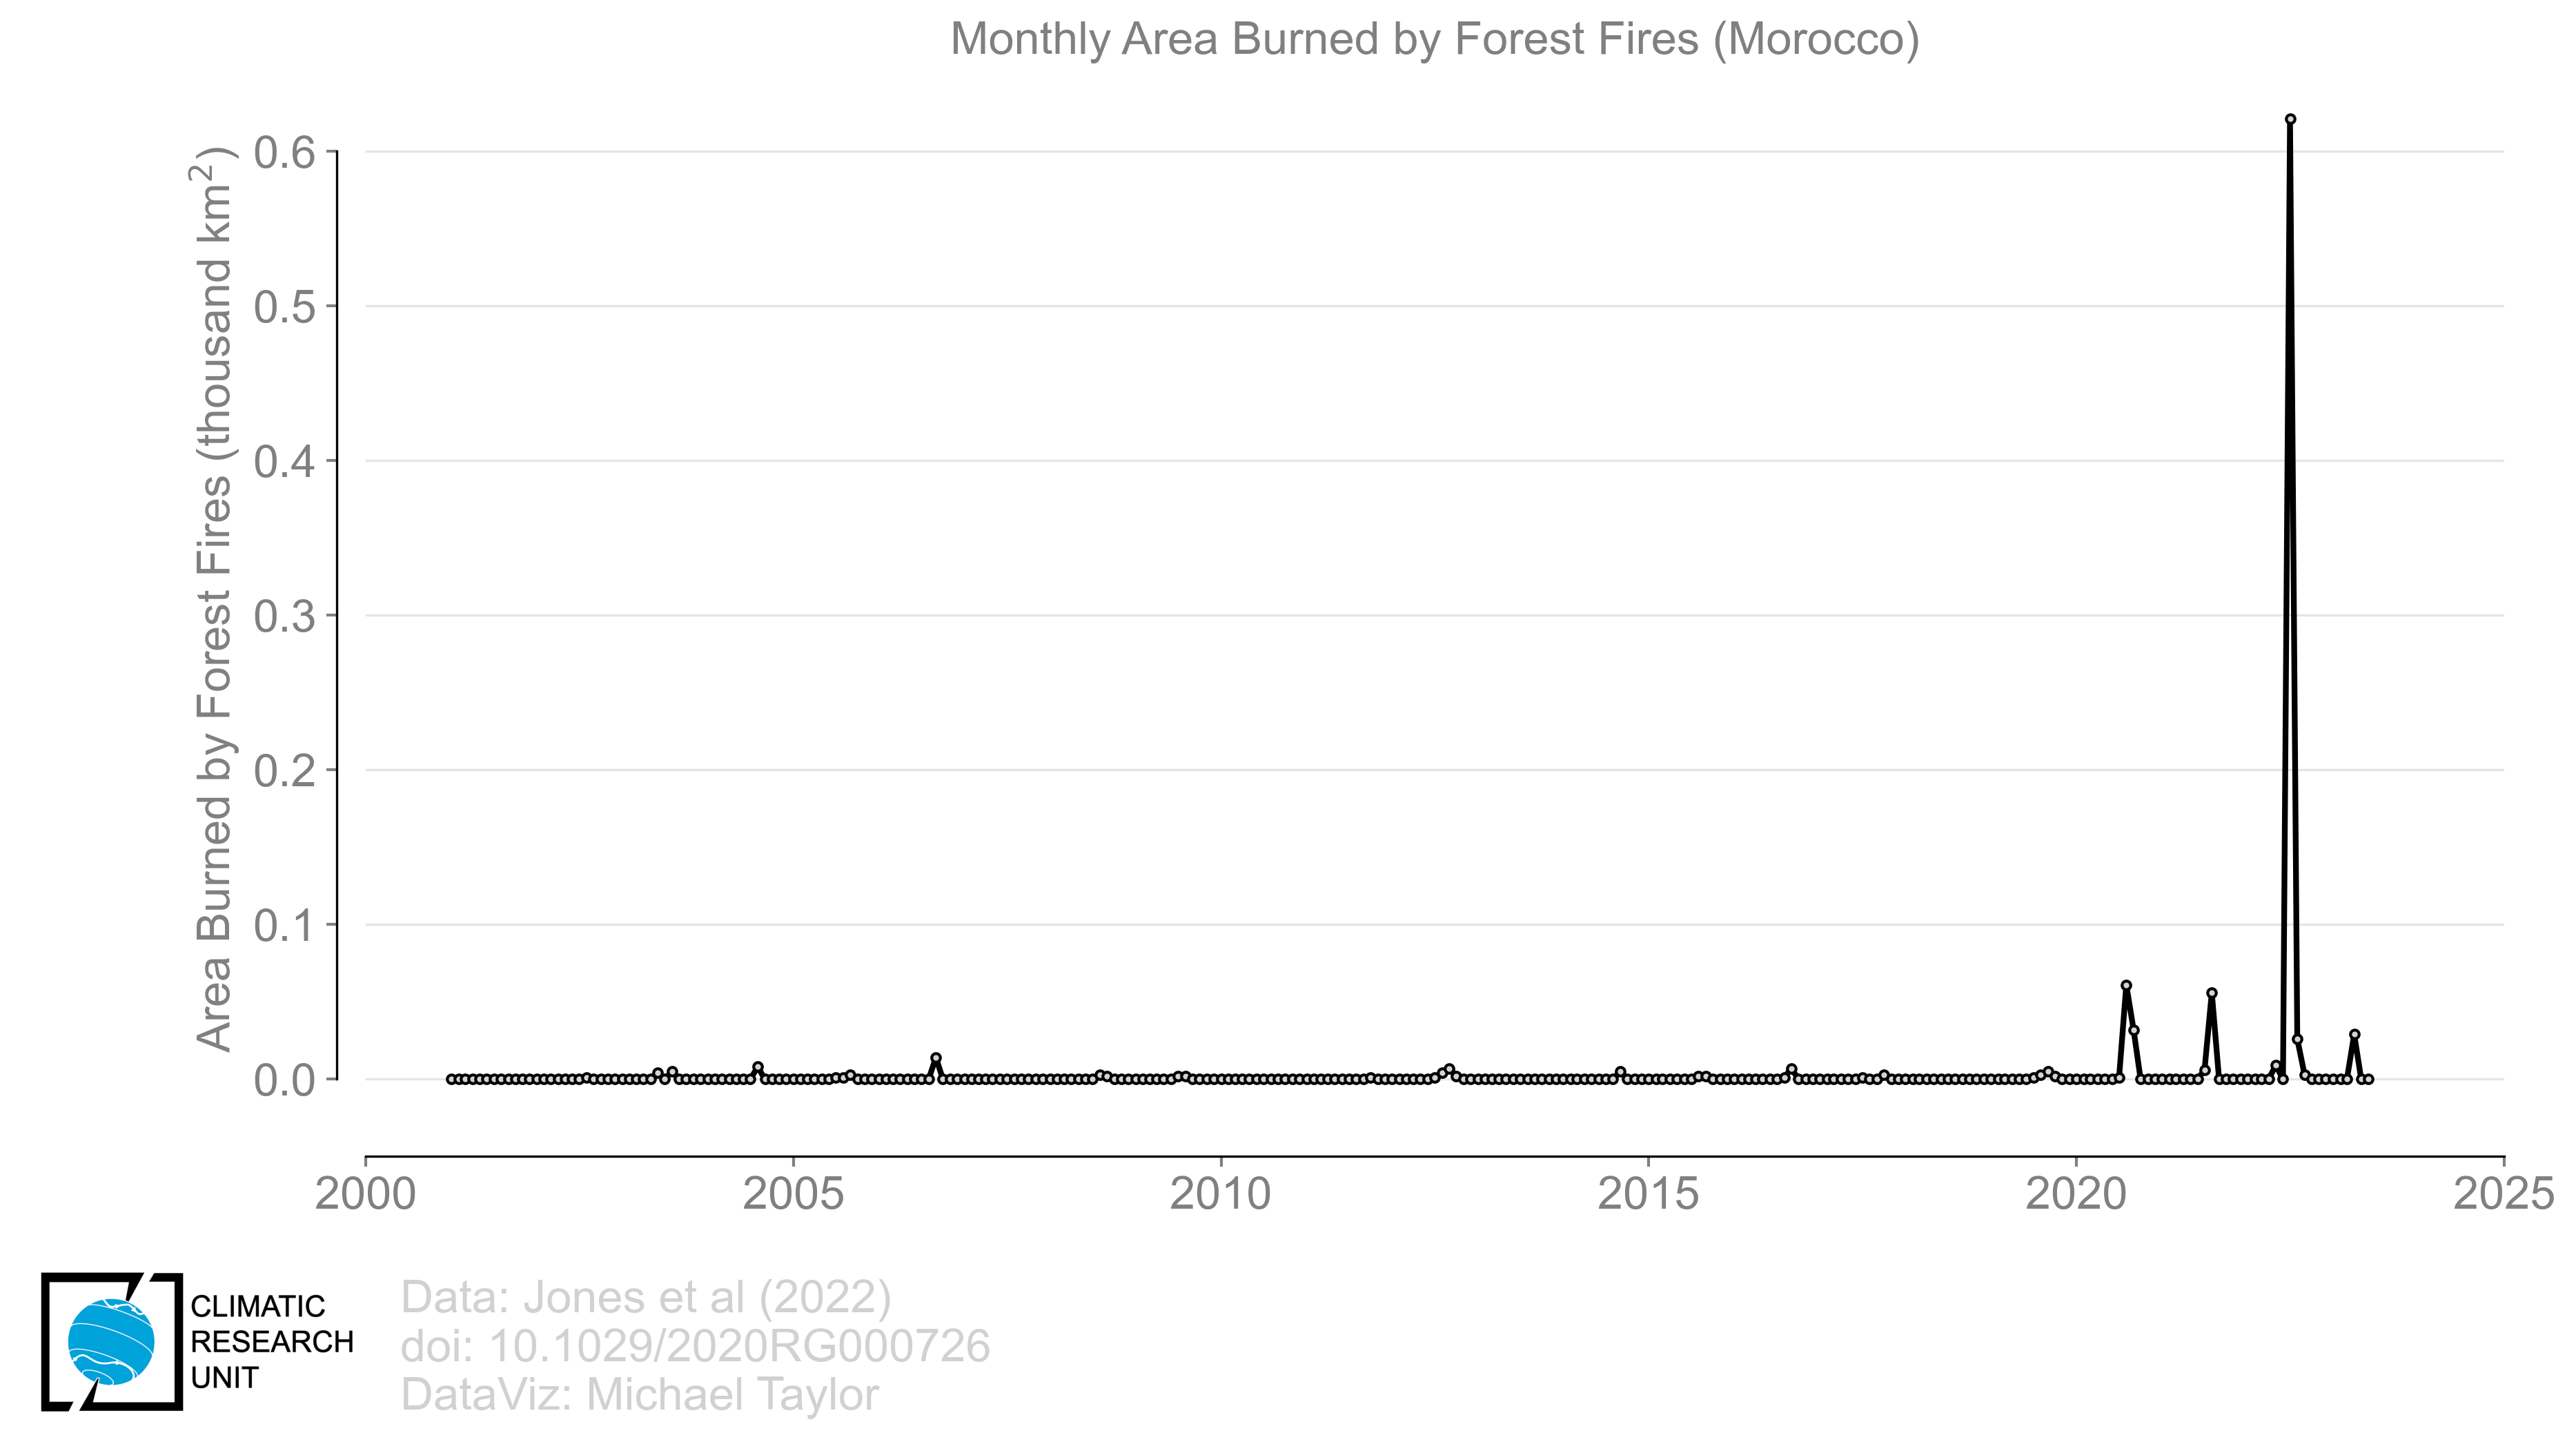 Monthly Area Burned by Forest Fires (Morocco)
Area Burned by Forest Fires (thousand km²)
0.6
0.5
0.4
0.3
0.2
0.1
0.0
2000 2005 2010 2015 2020 2025
CLIMATIC
RESEARCH
UNIT
Data: Jones et al (2022)
doi: 10.1029/2020RG000726
DataViz: Michael Taylor